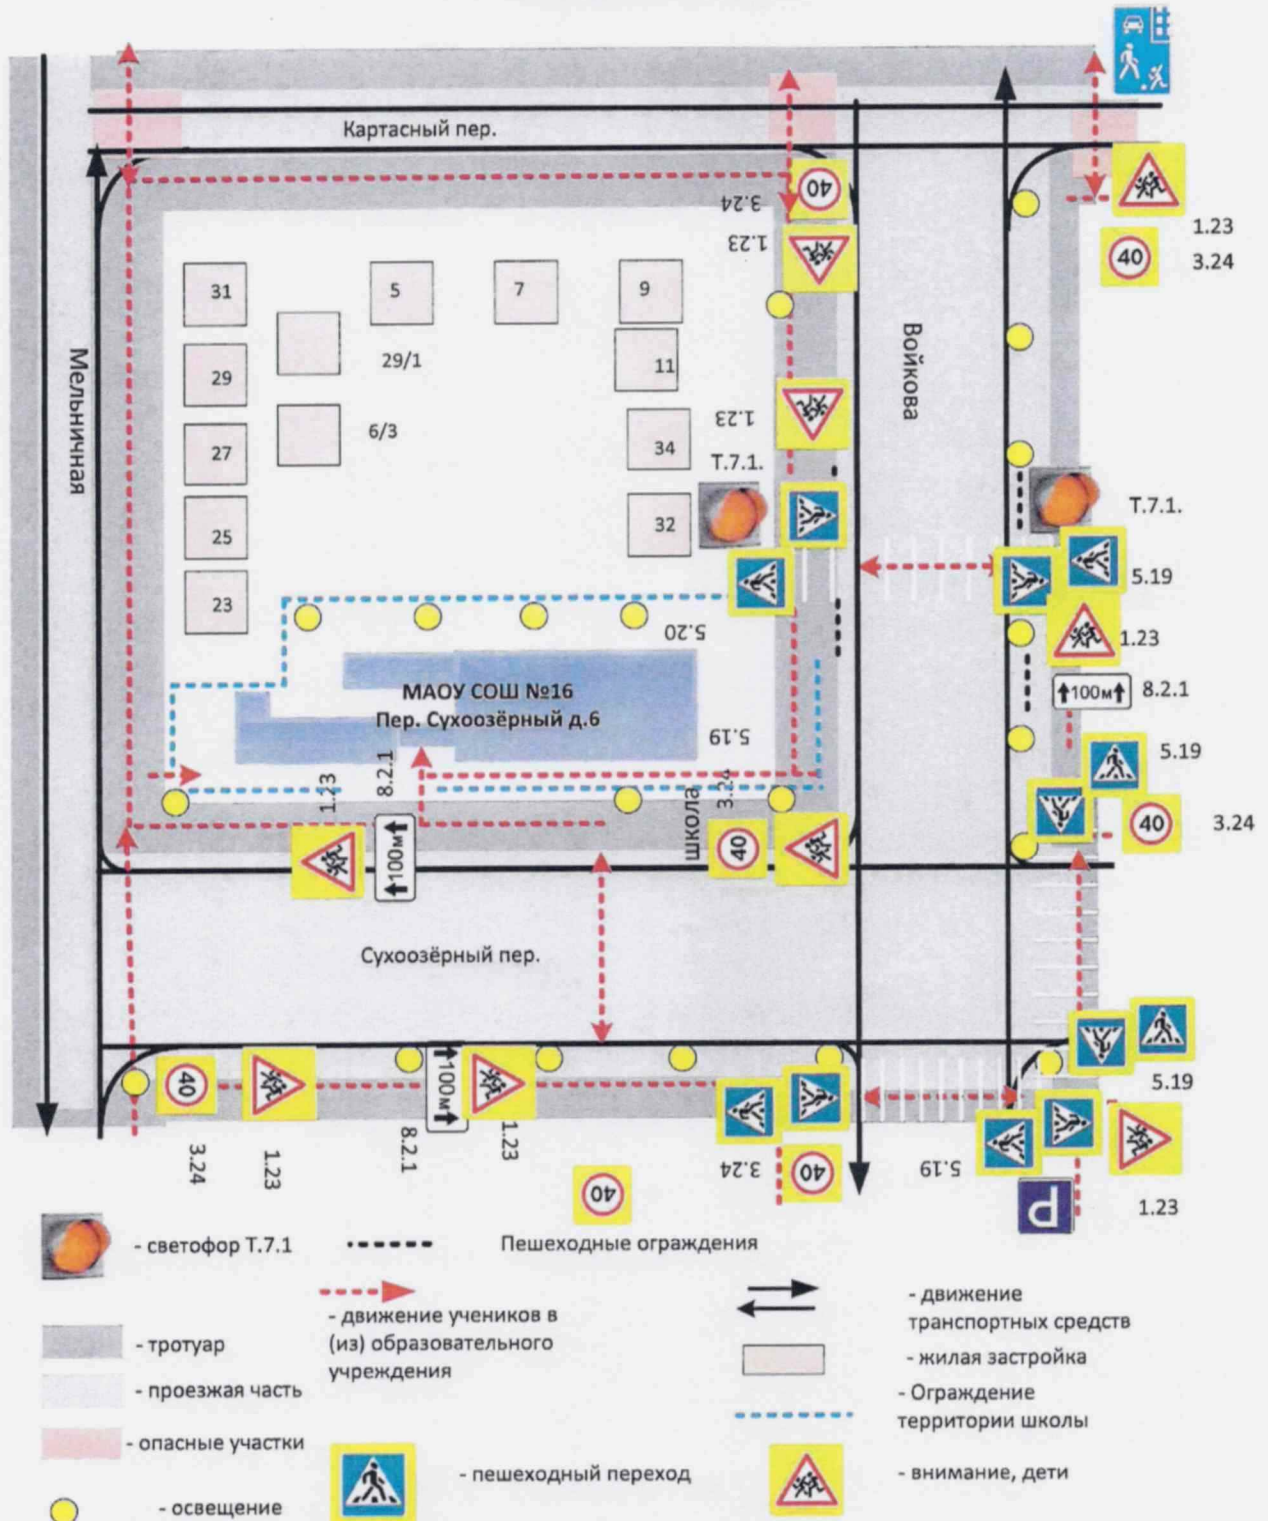 Картасный пер.
40
3.24
1.23
1.23
40
3.24
31
5
7
9
29/1
11
Мельничная
Войкова
29
6/3
1.23
34
27
Т.7.1.
32
25
Т.7.1.
5.19
23
5.20
1.23
100м
8.2.1
МАОУ СОШ №16
Пер. Сухоозёрный д.6
5.19
5.19
1.23
8.2.1
3.24
школа
40
3.24
100м
40
Сухоозёрный пер.
40
100м
5.19
3.24
1.23
8.2.1
1.23
40
3.24
40
5.19
P
1.23
- светофор Т.7.1
Пешеходные ограждения
- движение учеников в
(из) образовательного
учреждения
- движение
транспортных средств
- тротуар
- жилая застройка
- проезжая часть
- Ограждение
территории школы
- опасные участки
- пешеходный переход
- внимание, дети
- освещение